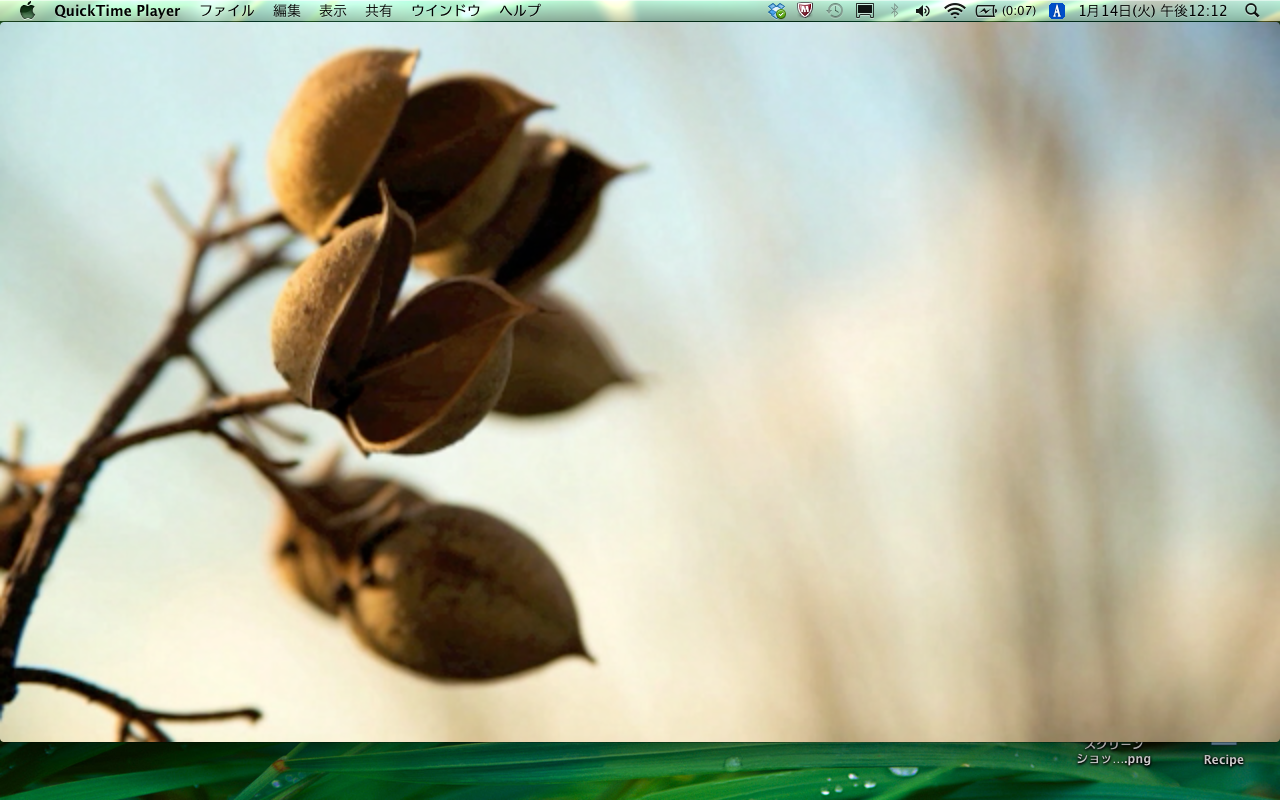 QuickTime Player ファイル 編集 表示 共有 ウインドウ ヘルプ (0:07) A 1月14日(火) 午後12:12
スクリーン
ショッ....png
Recipe